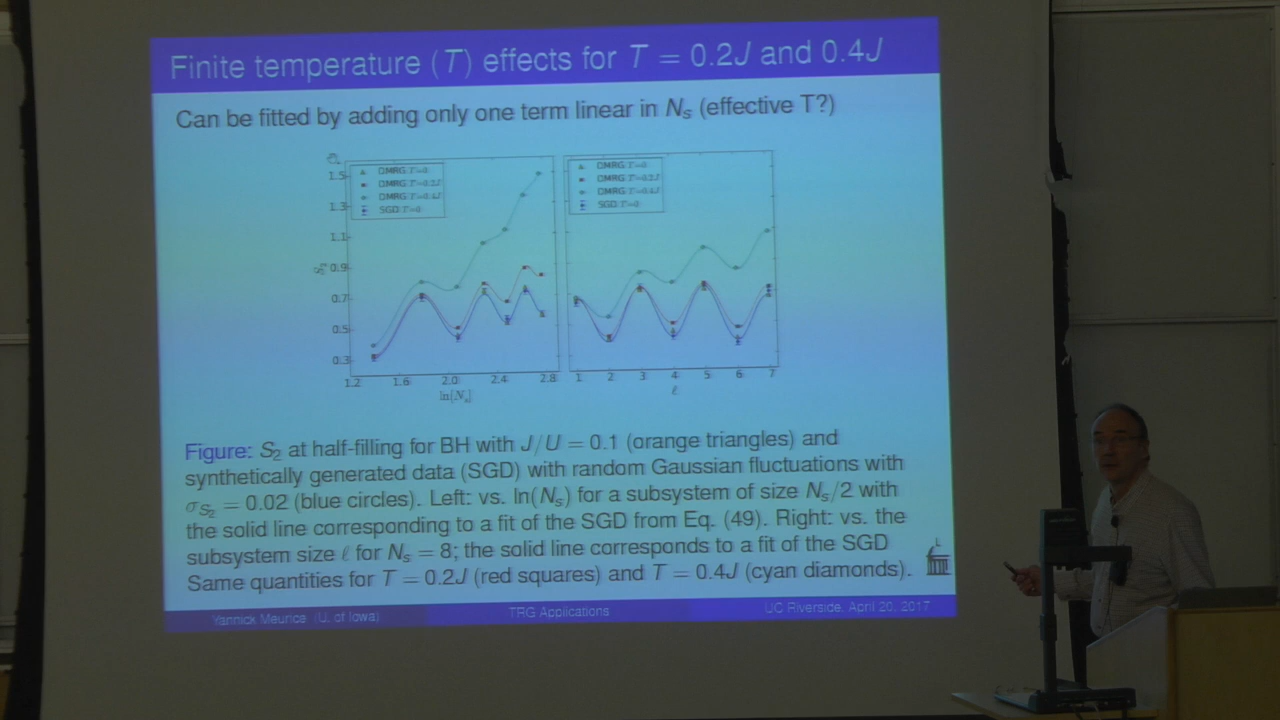 Finite temperature (T) effects for T = 0.2J and 0.4J
Can be fitted by adding only one term linear in Nₛ (effective T?)
DMRG T=0
DMRG T=0.2J
DMRG T=0.4J
SGD T=0
DMRG T=0
DMRG T=0.2J
DMRG T=0.4J
SGD T=0
1.5
1.3
1.1
0.9
0.7
0.5
0.3
1.2 1.6 2.0 2.4 2.8
1 2 3 4 5 6 7
ln[Nₛ]
ℓ
Figure: S₂ at half-filling for BH with J/U = 0.1 (orange triangles) and
synthetically generated data (SGD) with random Gaussian fluctuations with
σ_S₂ = 0.02 (blue circles). Left: vs. ln(Nₛ) for a subsystem of size Nₛ/2 with
the solid line corresponding to a fit of the SGD from Eq. (49). Right: vs. the
subsystem size ℓ for Nₛ = 8; the solid line corresponds to a fit of the SGD
Same quantities for T = 0.2J (red squares) and T = 0.4J (cyan diamonds).
Yannick Meurice (U. of Iowa) TRG Applications UC Riverside, April 20, 2017